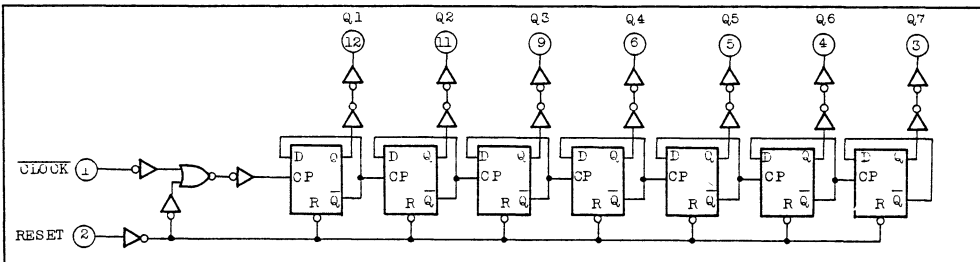 Q1 Q2 Q3 Q4 Q5 Q6 Q7
12 11 9 6 5 4 3
D Q D Q D Q D Q D Q D Q D Q
CLOCK 1 CP CP CP CP CP CP CP
R Q R Q R Q R Q R Q R Q R Q
RESET 2